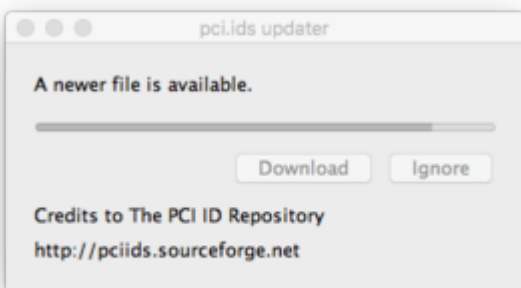 pci.ids updater
A newer file is available.
Download Ignore
Credits to The PCI ID Repository
http://pciids.sourceforge.net